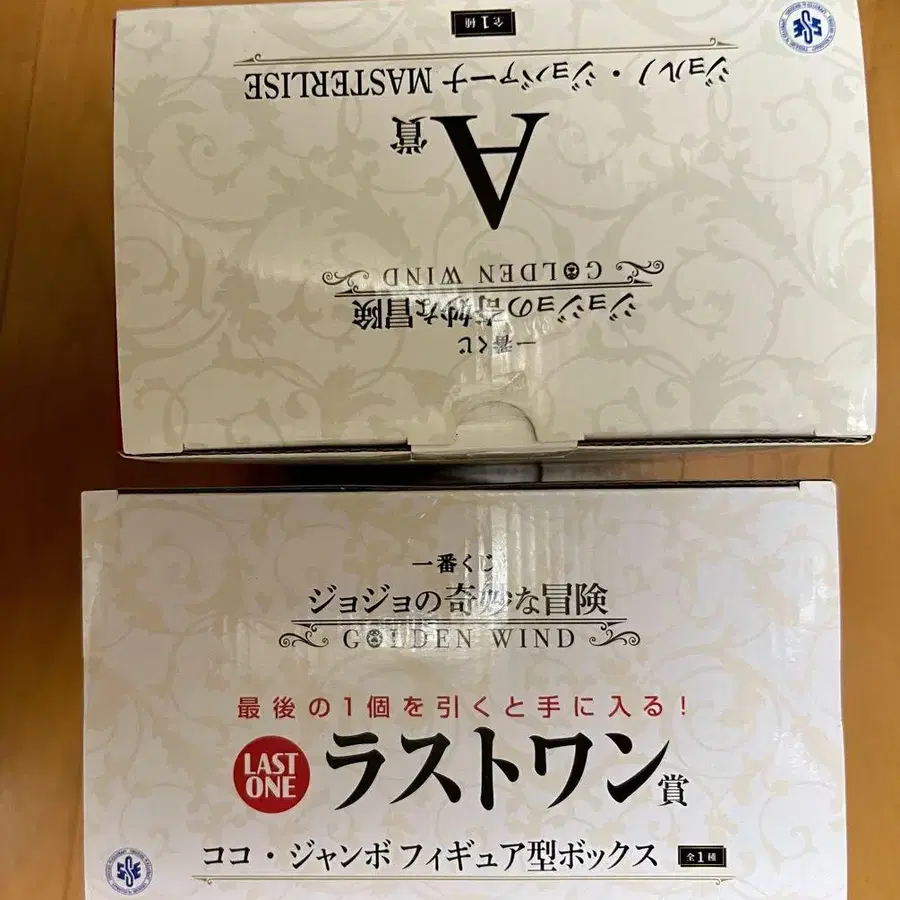 一番くじ
ジョジョの奇妙な冒険
GOLDEN WIND
A賞
ジョルノ・ジョバァーナ MASTERLISE
全1種
一番くじ
ジョジョの奇妙な冒険
GOLDEN WIND
最後の1個を引くと手に入る!
LAST ONE ラストワン賞
ココ・ジャンボ フィギュア型ボックス 全1種